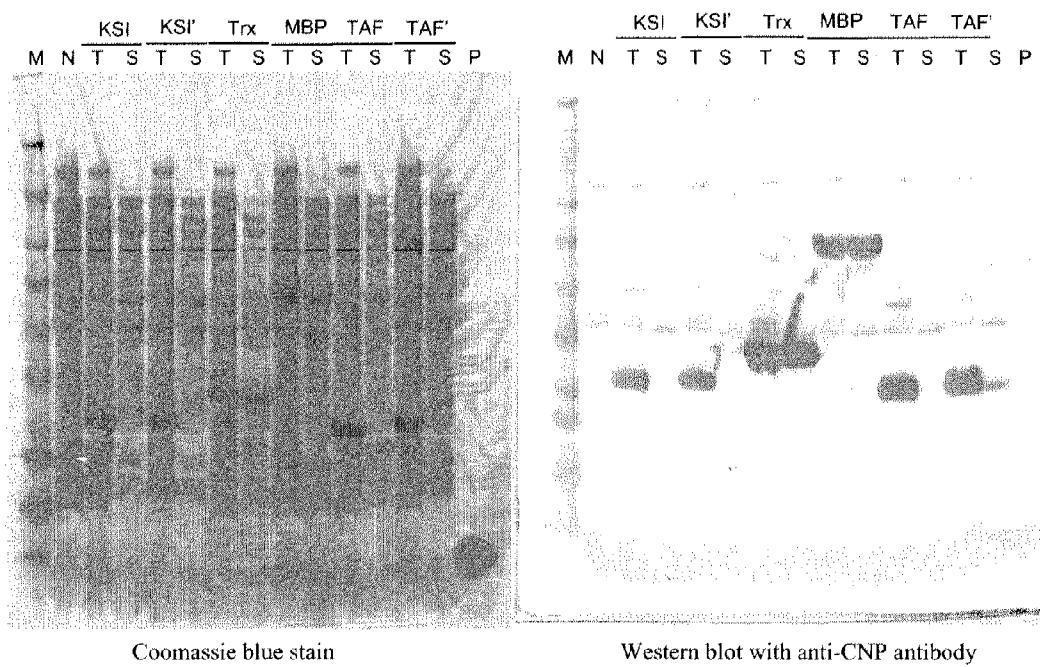 KSI KSI' Trx MBP TAF TAF'
M N T S T S T S T S T S T S P
KSI KSI' Trx MBP TAF TAF'
M N T S T S T S T S T S T S P
Coomassie blue stain
Western blot with anti-CNP antibody